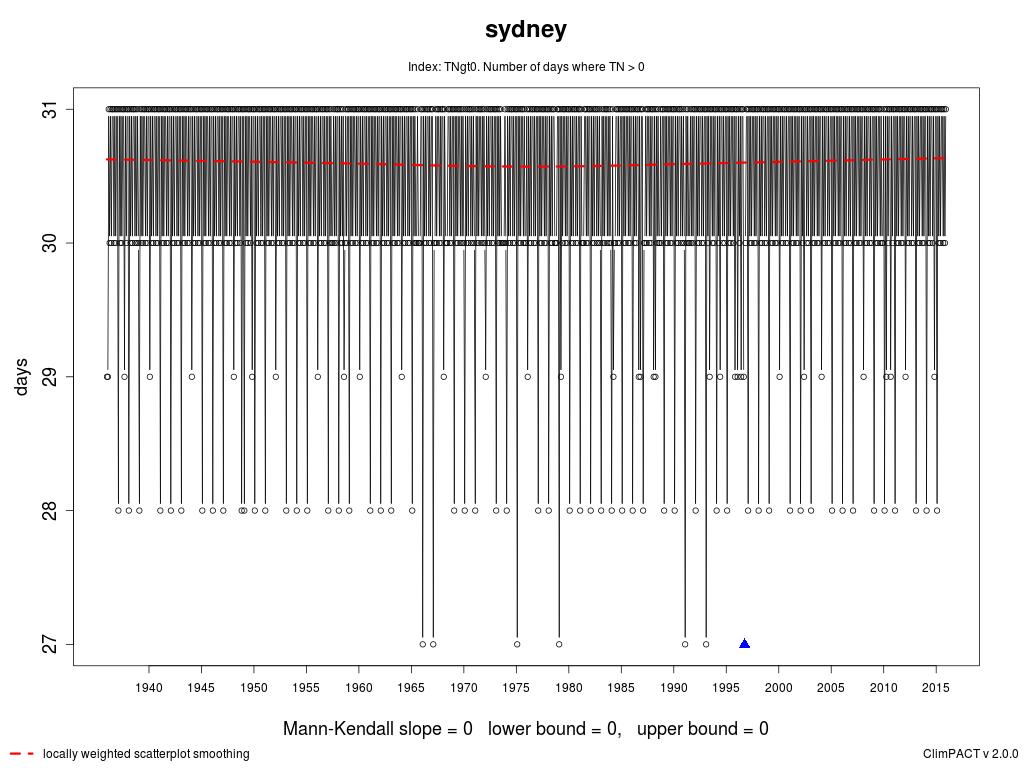 sydney
Index: TNgt0. Number of days where TN > 0
days
31
30
29
28
27
1940 1945 1950 1955 1960 1965 1970 1975 1980 1985 1990 1995 2000 2005 2010 2015
Mann-Kendall slope = 0 lower bound = 0, upper bound = 0
locally weighted scatterplot smoothing
ClimPACT v 2.0.0